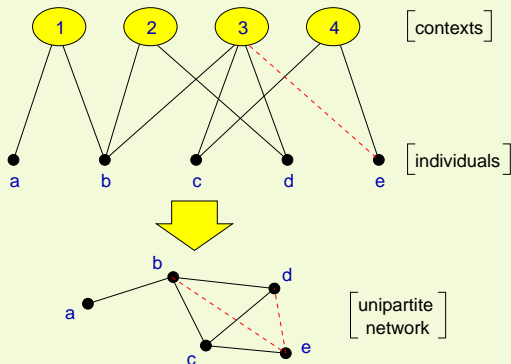 1 2 3 4 contexts
a b c d e individuals
b
d
a
unipartite
network
c
e